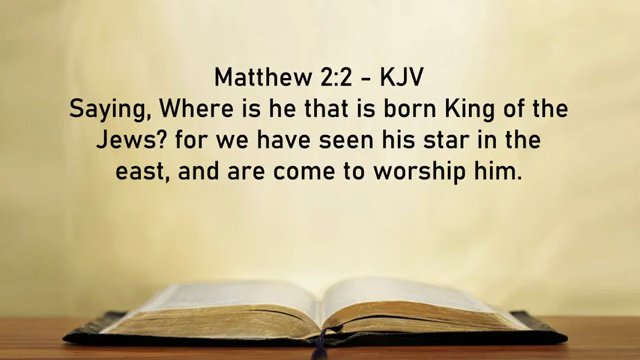 Matthew 2:2 - KJV
Saying, Where is he that is born King of the
Jews? for we have seen his star in the
east, and are come to worship him.